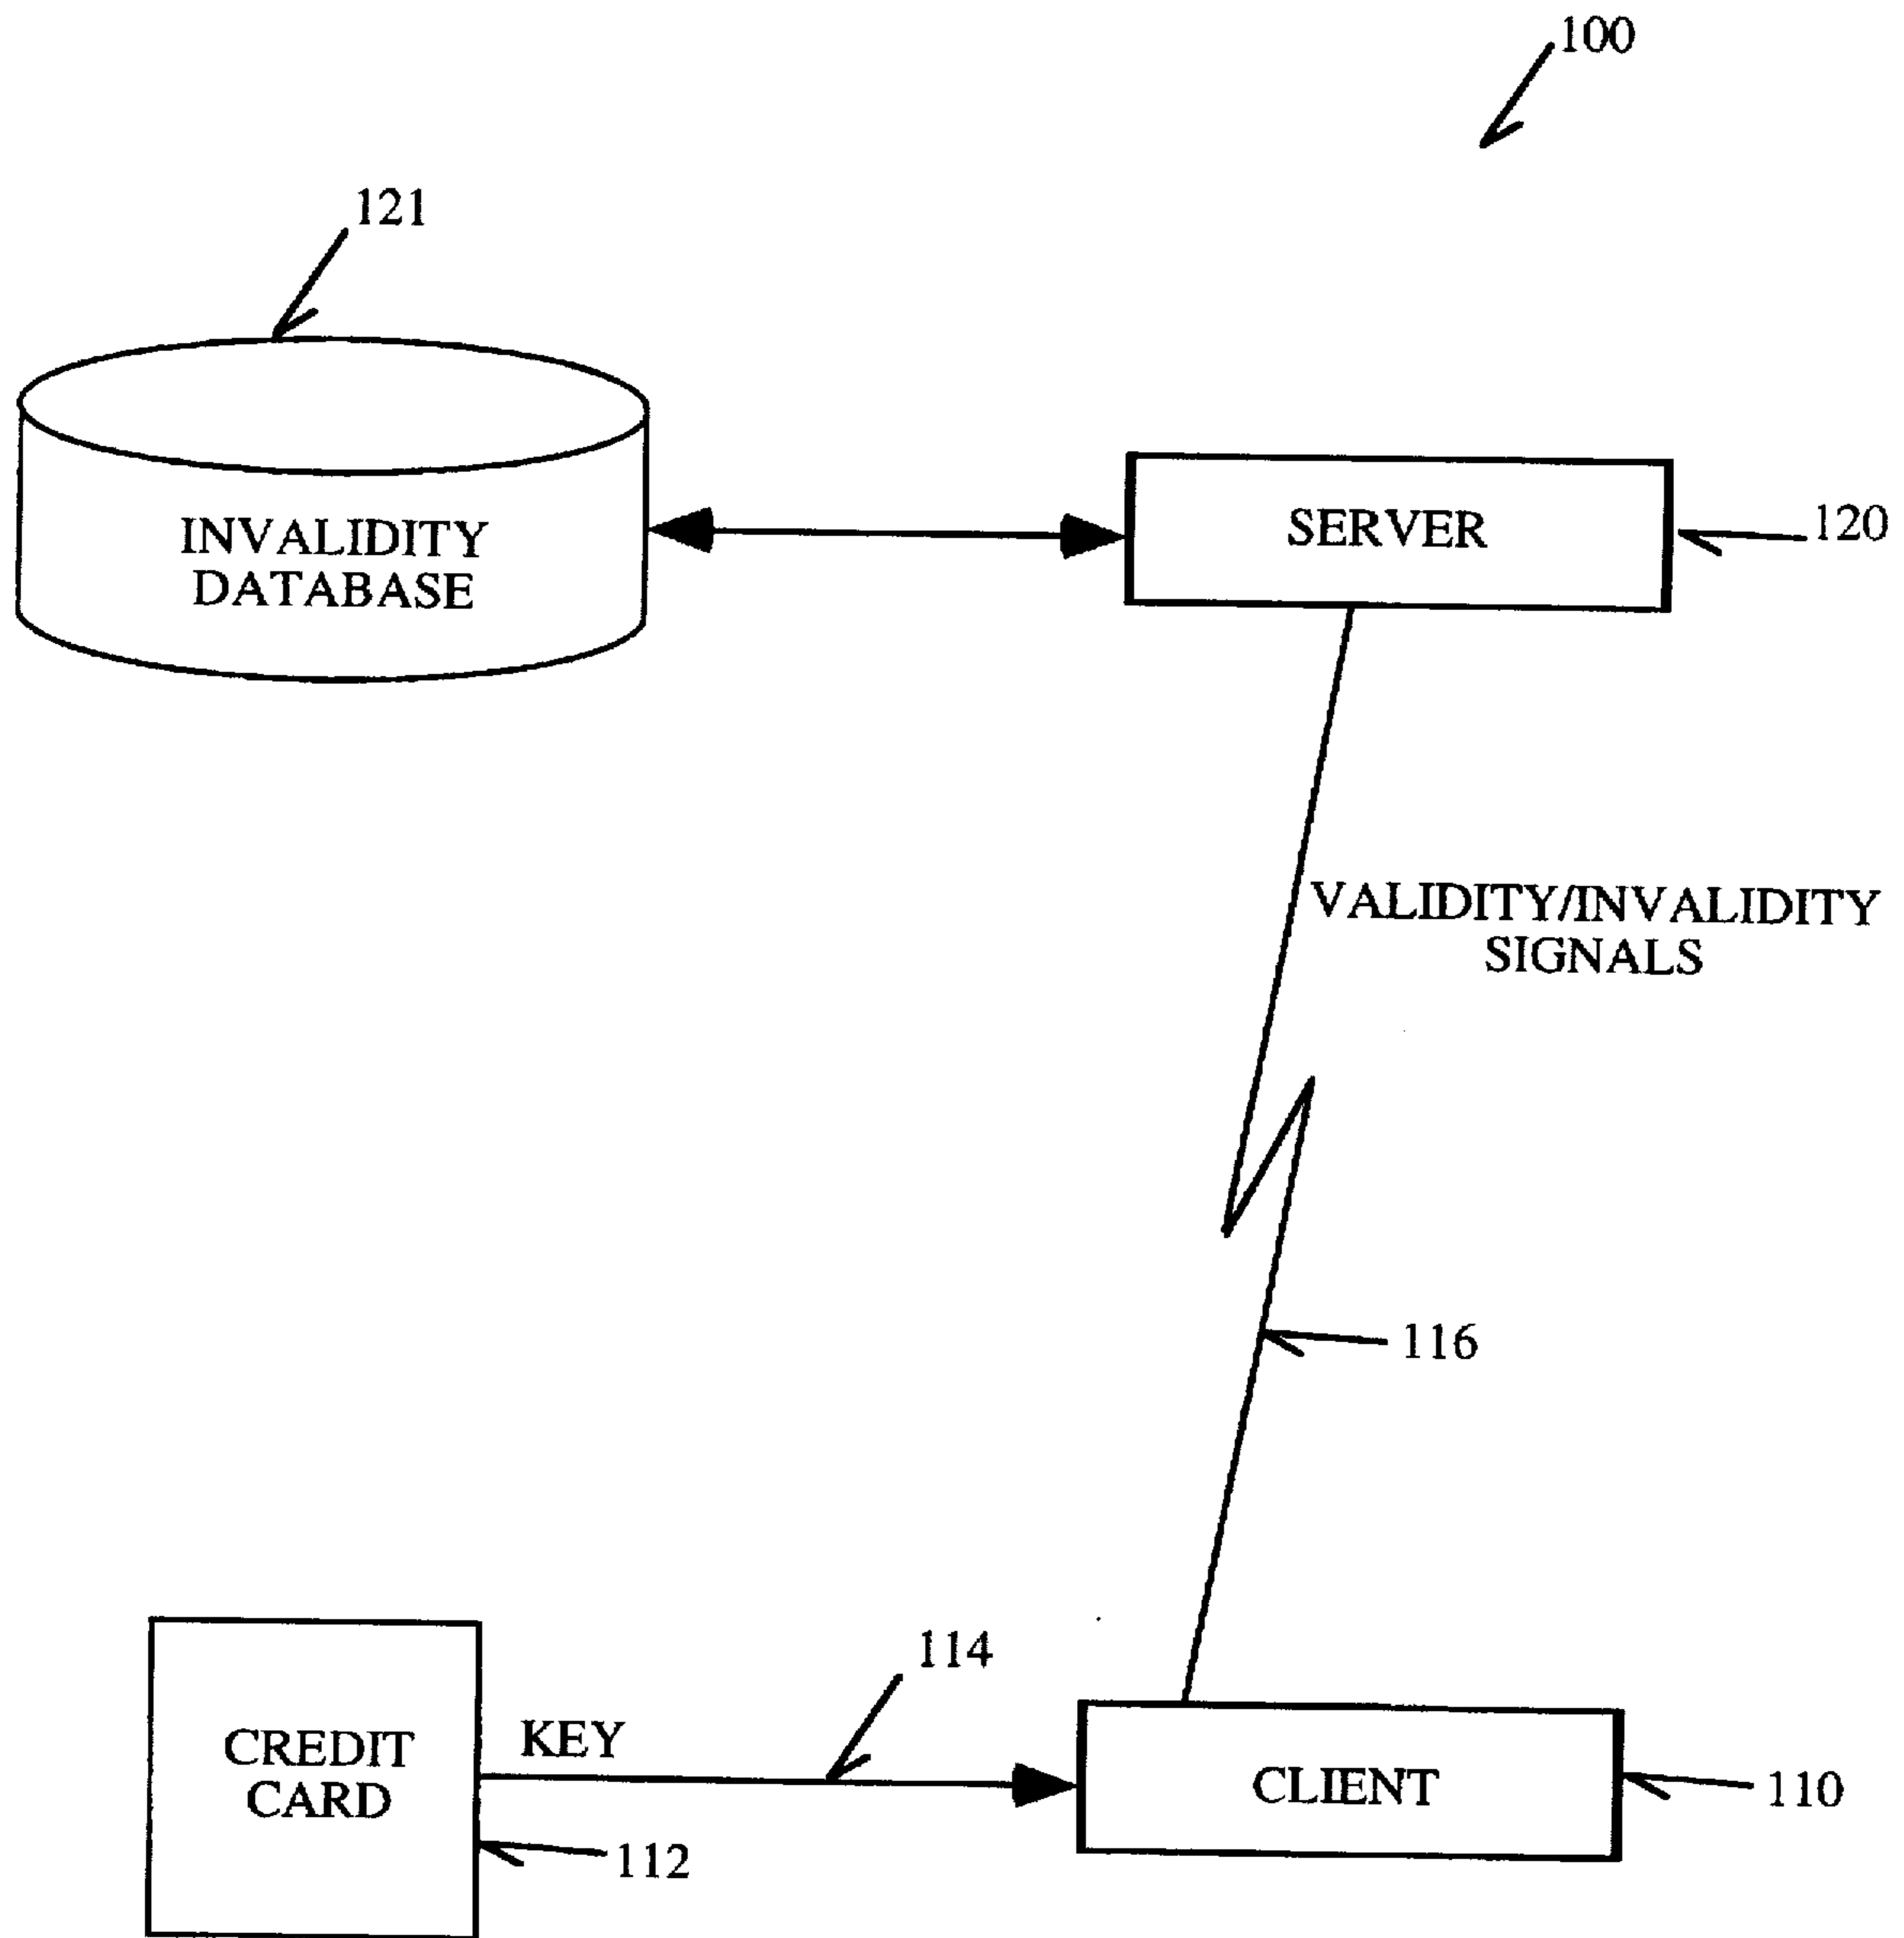 100
121
INVALIDITY
DATABASE
SERVER
120
VALIDITY/INVALIDITY
SIGNALS
116
114
KEY
CREDIT
CARD
CLIENT
110
112